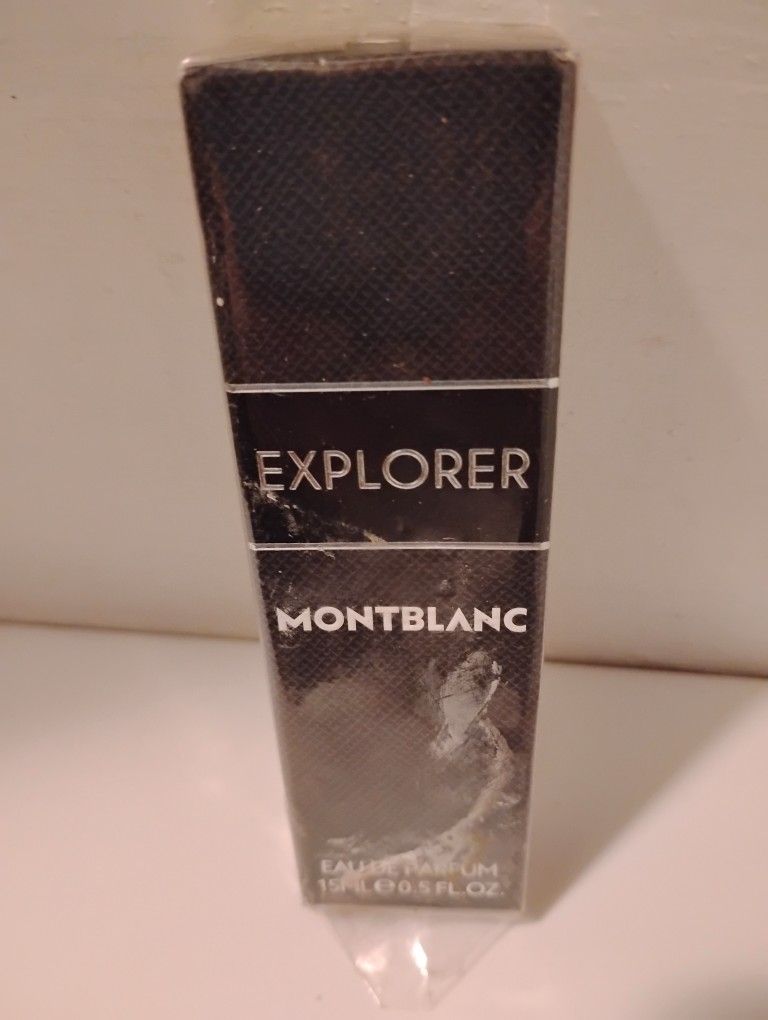 EXPLORER
MONTBLANC
EAU DE PARFUM
15ML ℮ 0.5 FL.OZ.